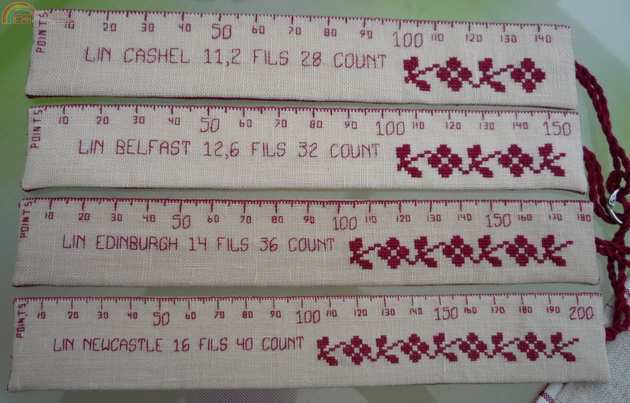 POINTS 10 20 30 40 50 60 70 80 90 100 110 120 130 140
LIN CASHEL 11,2 FILS 28 COUNT
POINTS 10 20 30 40 50 60 70 80 90 100 110 120 130 140 150
LIN BELFAST 12,6 FILS 32 COUNT
POINTS 10 20 30 40 50 60 70 80 90 100 110 120 130 140 150 160 170 180
LIN EDINBURGH 14 FILS 36 COUNT
POINTS 10 20 30 40 50 60 70 80 90 100 110 120 130 140 150 160 170 180 190 200
LIN NEWCASTLE 16 FILS 40 COUNT